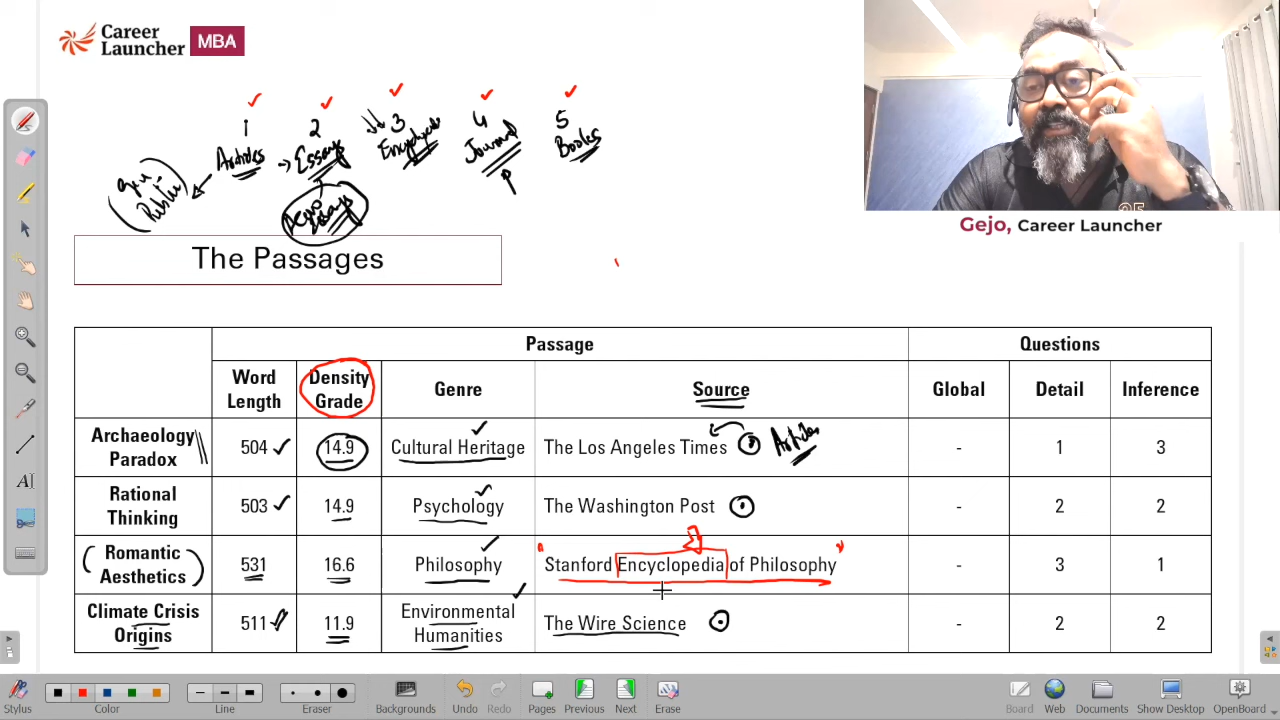 Career
Launcher
MBA
1 2 3 4 5
Articles Essays Books
Gejo, Career Launcher
The Passages
Passage Questions
Word Length Density Grade Genre Source Global Detail Inference
Archaeology Paradox 504 14.9 Cultural Heritage The Los Angeles Times Articles - 1 3
Rational Thinking 503 14.9 Psychology The Washington Post - 2 2
Romantic Aesthetics 531 16.6 Philosophy "Stanford Encyclopedia of Philosophy" - 3 1
Climate Crisis Origins 511 11.9 Environmental Humanities The Wire Science - 2 2
Stylus Color Line Eraser Backgrounds Undo Redo Pages Previous Next Erase Board Web Documents Show Desktop OpenBoard